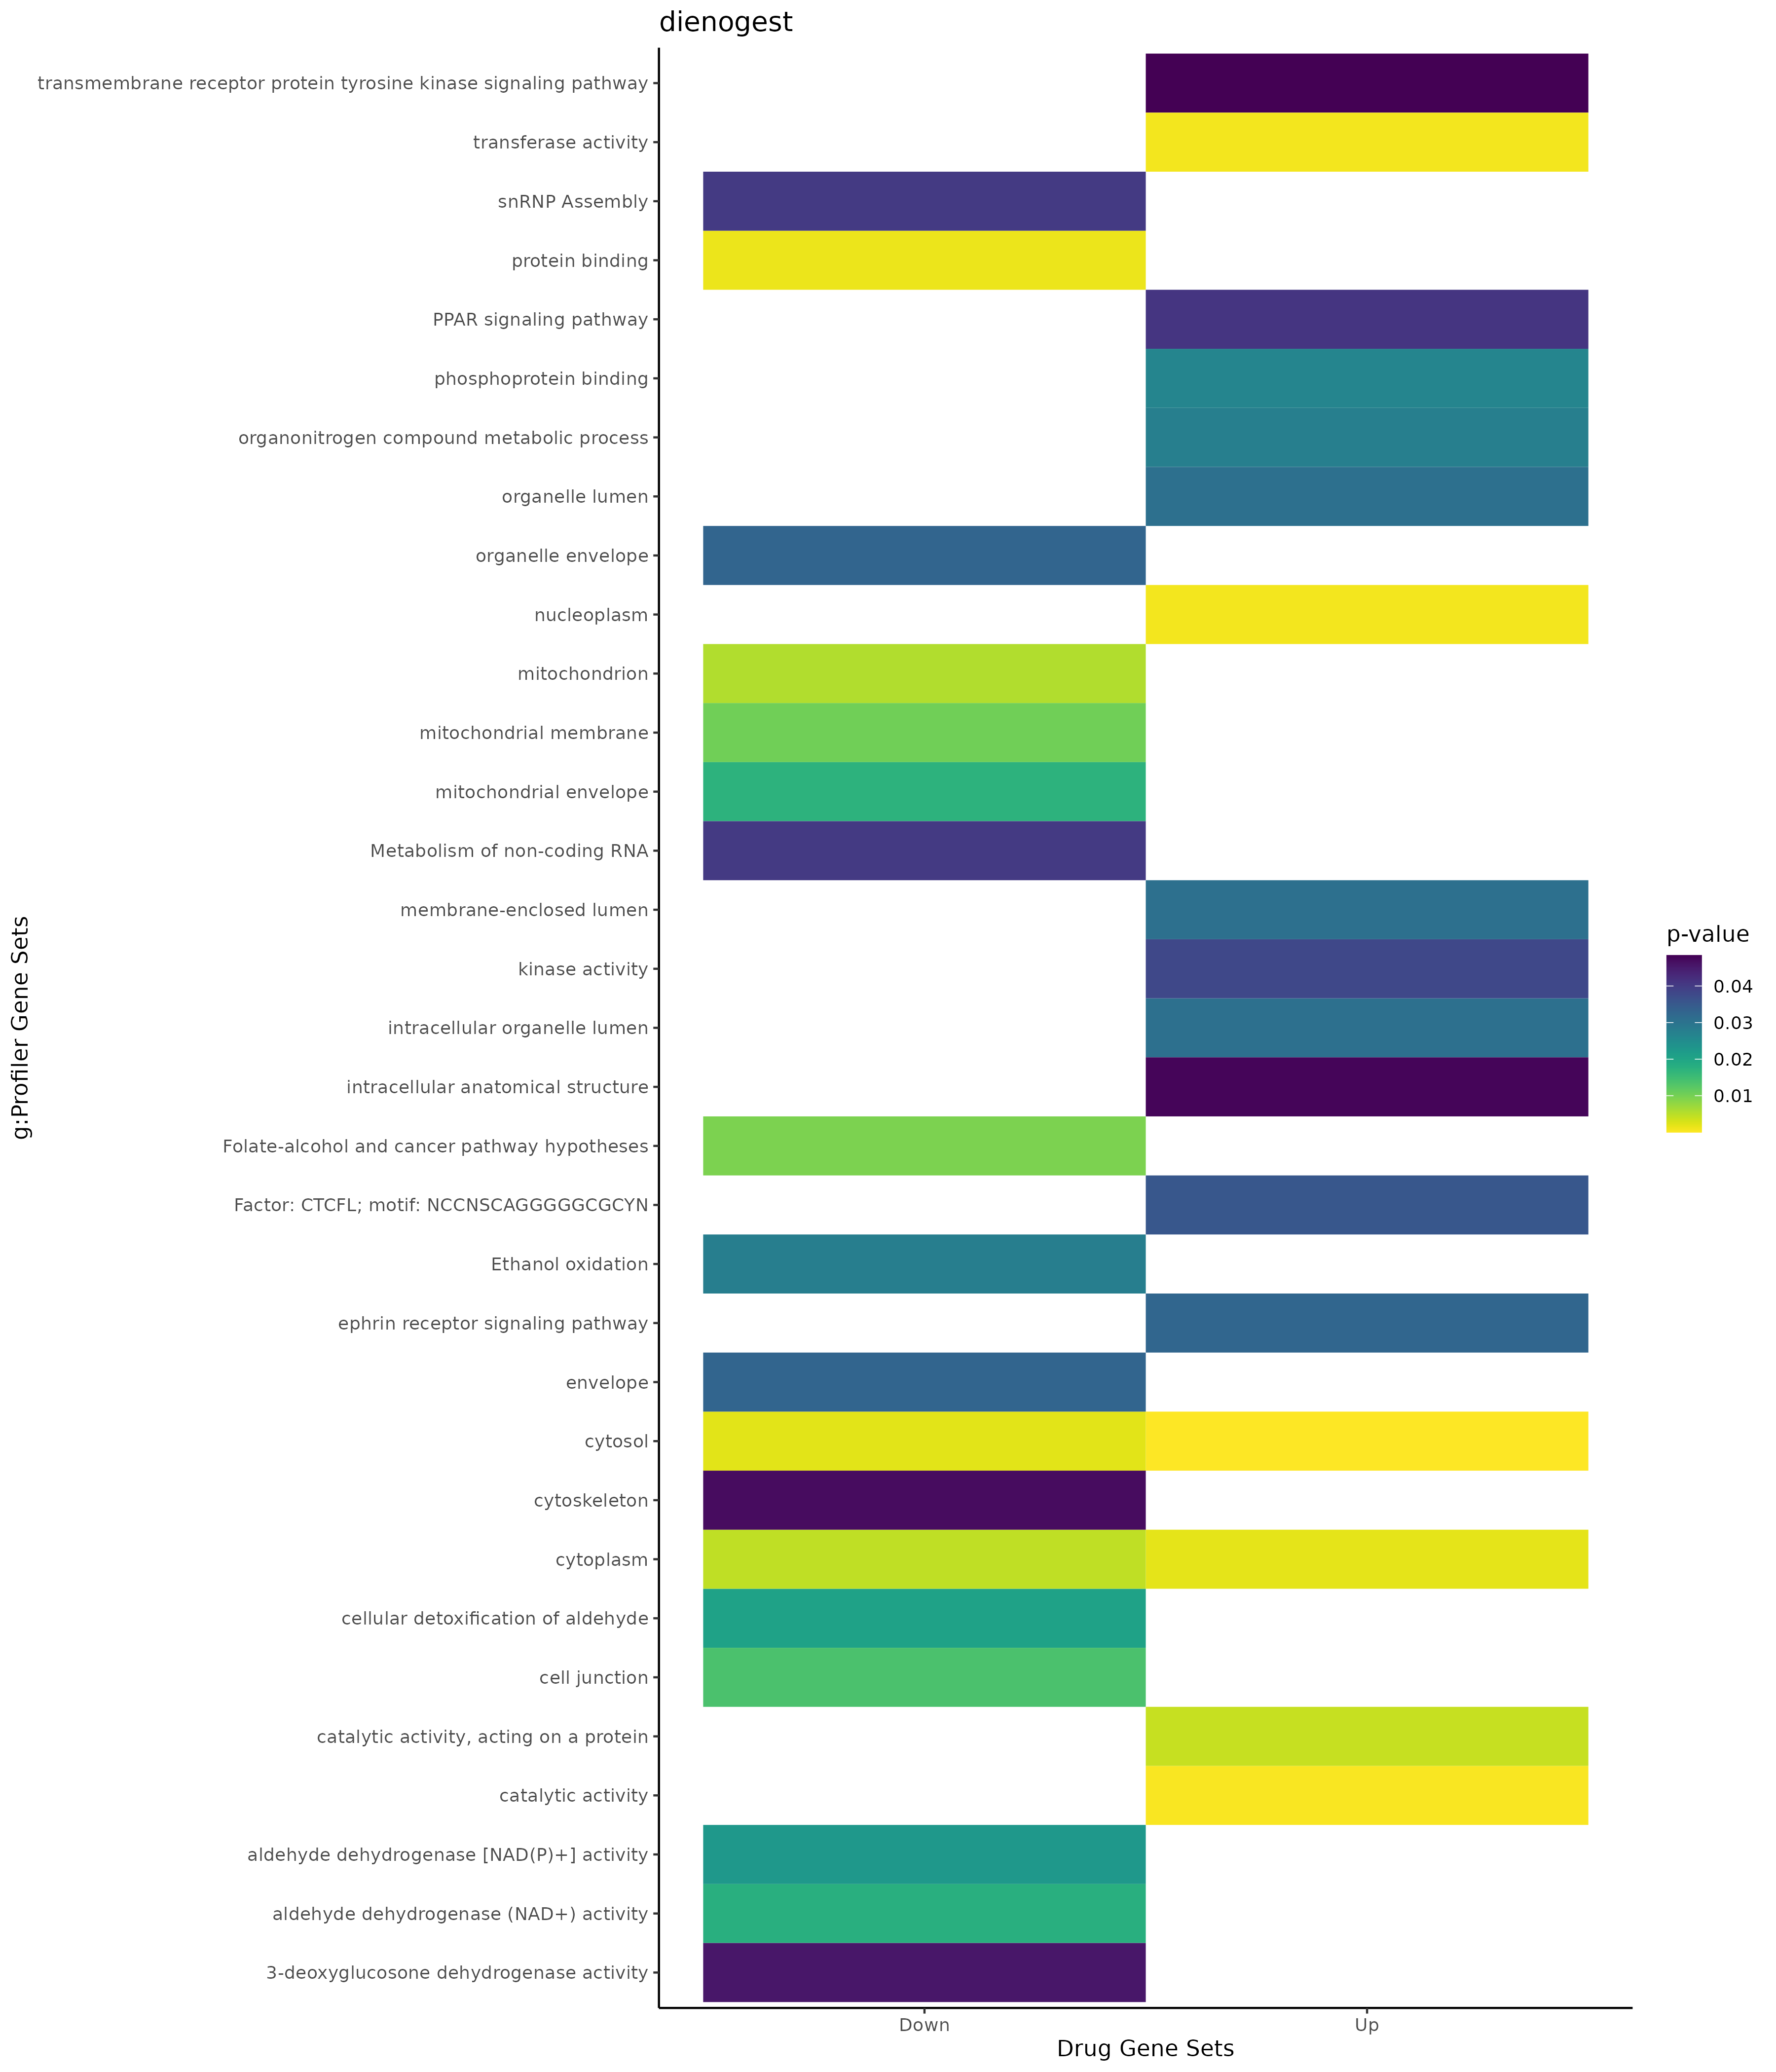 dienogest
transmembrane receptor protein tyrosine kinase signaling pathway
transferase activity
snRNP Assembly
protein binding
PPAR signaling pathway
phosphoprotein binding
organonitrogen compound metabolic process
organelle lumen
organelle envelope
nucleoplasm
mitochondrion
mitochondrial membrane
mitochondrial envelope
Metabolism of non-coding RNA
membrane-enclosed lumen
kinase activity
intracellular organelle lumen
intracellular anatomical structure
Folate-alcohol and cancer pathway hypotheses
Factor: CTCFL; motif: NCCNSCAGGGGGCGCYN
Ethanol oxidation
ephrin receptor signaling pathway
envelope
cytosol
cytoskeleton
cytoplasm
cellular detoxification of aldehyde
cell junction
catalytic activity, acting on a protein
catalytic activity
aldehyde dehydrogenase [NAD(P)+] activity
aldehyde dehydrogenase (NAD+) activity
3-deoxyglucosone dehydrogenase activity
g:Profiler Gene Sets
Down
Up
Drug Gene Sets
p-value
0.04
0.03
0.02
0.01